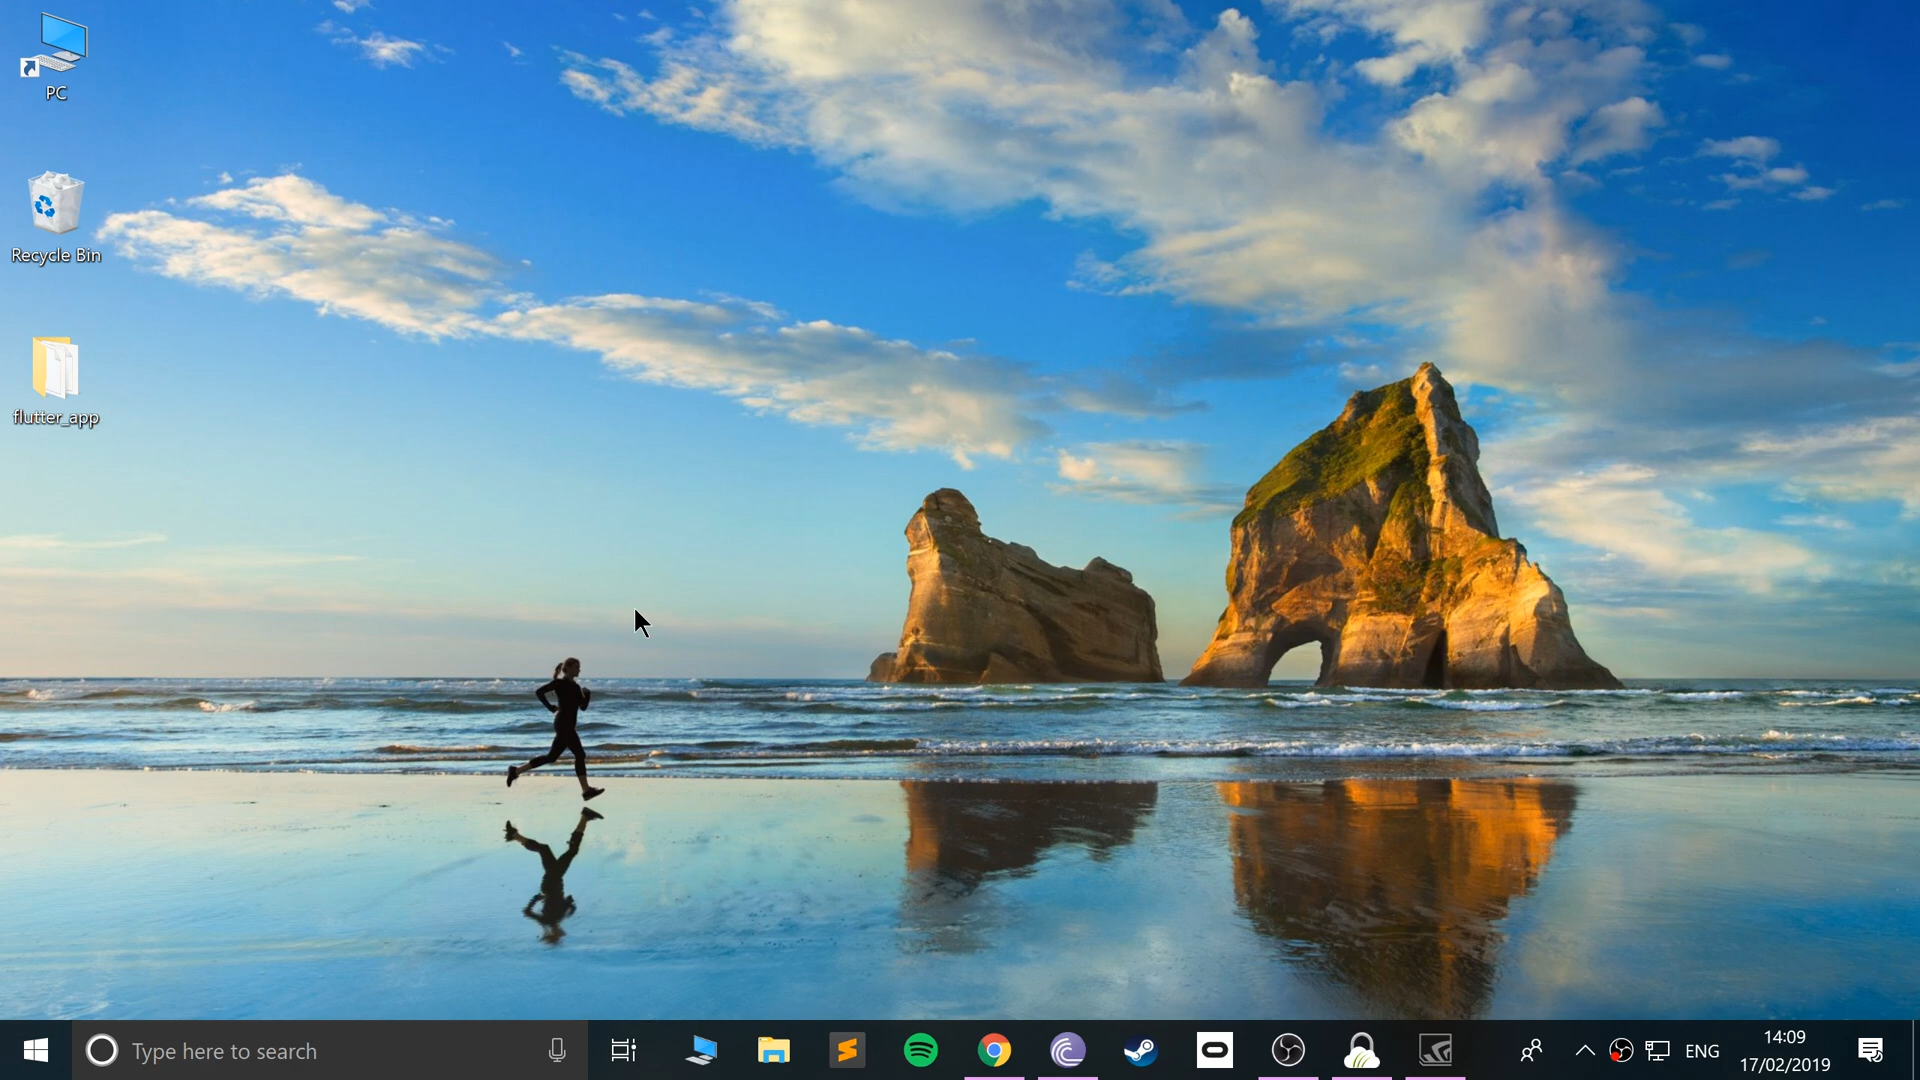 PC
Recycle Bin
flutter_app
Type here to search
ENG
14:09
17/02/2019